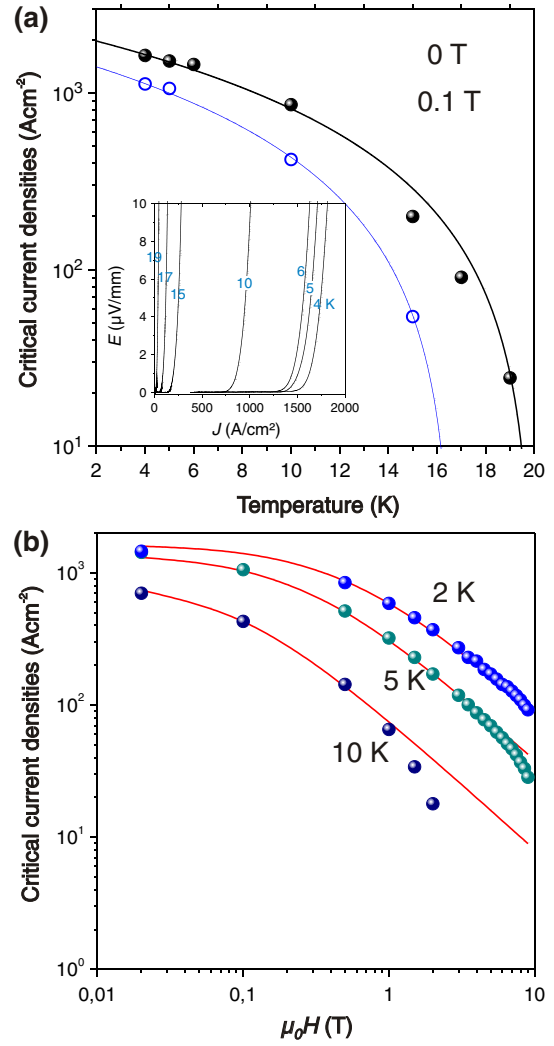 (a)
Critical current densities (Acm⁻²)
10³
10²
10¹
0 T
0.1 T
E (µV/mm)
10
8
6
4
2
0
19
17
15
10
6
5
4 K
0 500 1000 1500 2000
J (A/cm²)
2 4 6 8 10 12 14 16 18 20
Temperature (K)
(b)
Critical current densities (Acm⁻²)
10³
10²
10¹
10⁰
2 K
5 K
10 K
0,01 0,1 1 10
µ₀H (T)